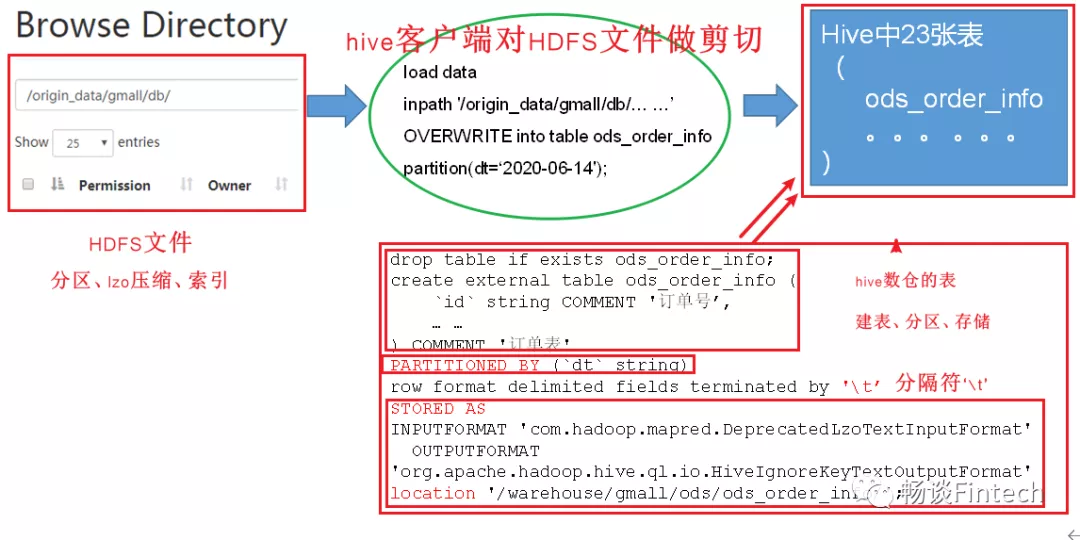 Browse Directory
/origin_data/gmall/db/
Show 25 entries
Permission Owner
HDFS文件
分区、lzo压缩、索引
hive客户端对HDFS文件做剪切
load data
inpath '/origin_data/gmall/db/… …’
OVERWRITE into table ods_order_info
partition(dt=‘2020-06-14');
Hive中23张表
(
ods_order_info
。。。。。。
)
drop table if exists ods_order_info;
create external table ods_order_info (
`id` string COMMENT '订单号’,
… …
) COMMENT '订单表'
PARTITIONED BY (`dt` string)
row format delimited fields terminated by '\t’ 分隔符'\t'
STORED AS
INPUTFORMAT 'com.hadoop.mapred.DeprecatedLzoTextInputFormat'
OUTPUTFORMAT
'org.apache.hadoop.hive.ql.io.HiveIgnoreKeyTextOutputFormat'
location '/warehouse/gmall/ods/ods_order_in
hive数仓的表
建表、分区、存储
畅谈Fintech